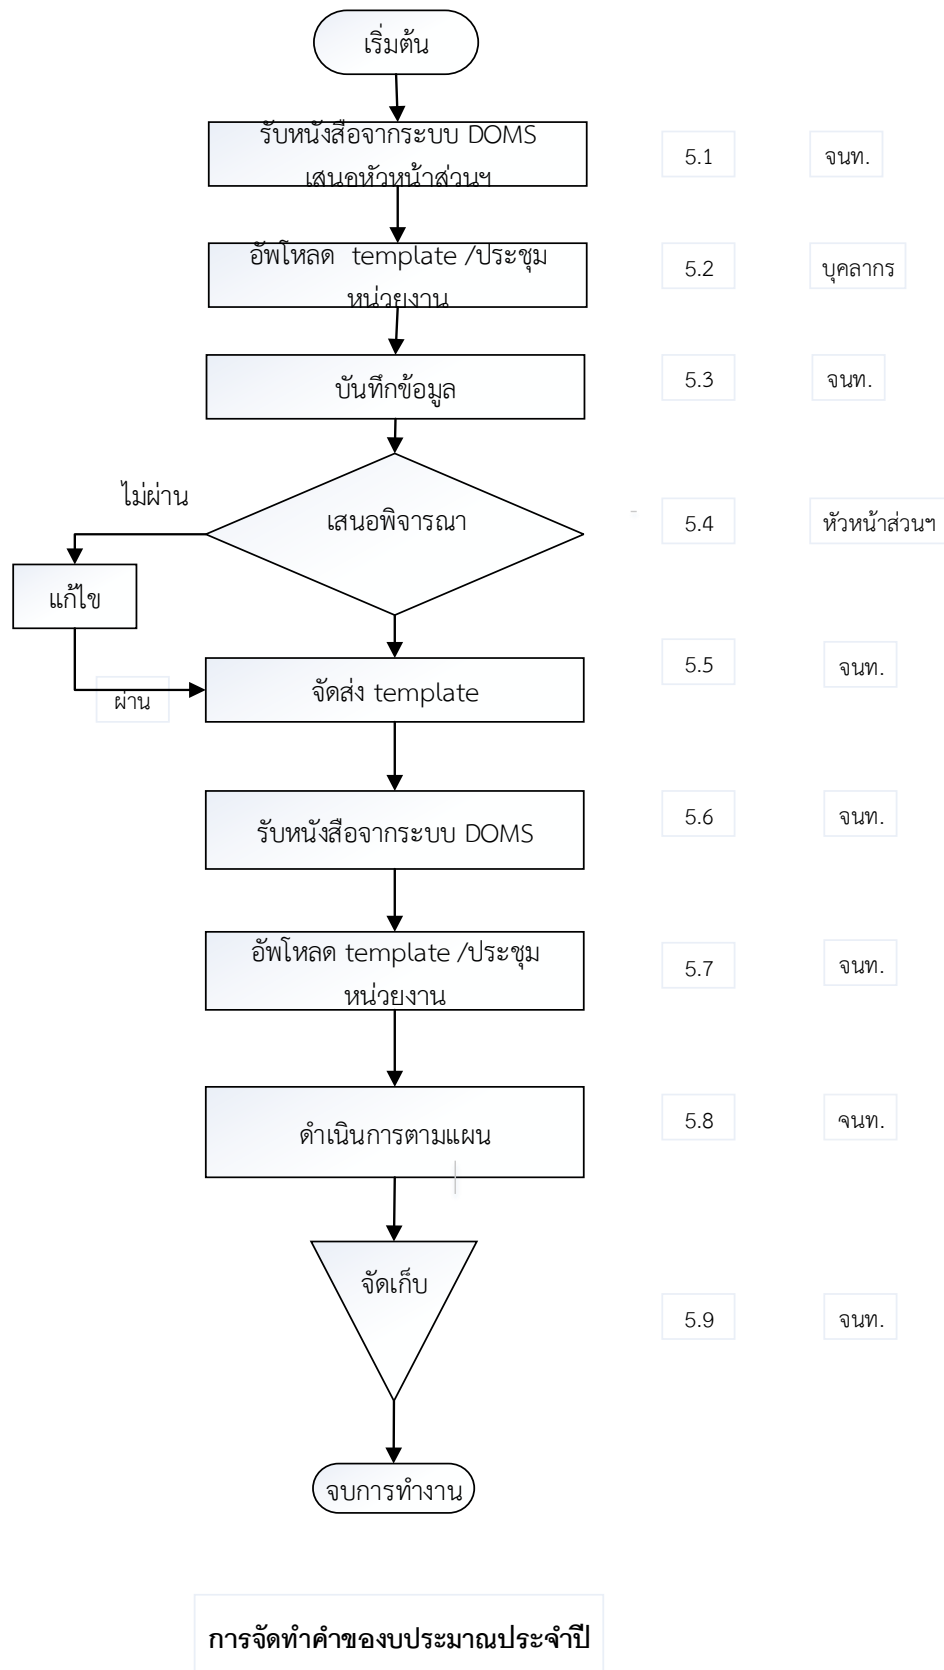 เริ่มต้น
รับหนังสือจากระบบ DOMS
เสนอหัวหน้าส่วนฯ
5.1
จนท.
อัพโหลด template /ประชุม
หน่วยงาน
5.2
บุคลากร
บันทึกข้อมูล
5.3
จนท.
ไม่ผ่าน
เสนอพิจารณา
5.4
หัวหน้าส่วนฯ
แก้ไข
ผ่าน
จัดส่ง template
5.5
จนท.
รับหนังสือจากระบบ DOMS
5.6
จนท.
อัพโหลด template /ประชุม
หน่วยงาน
5.7
จนท.
ดำเนินการตามแผน
5.8
จนท.
จัดเก็บ
5.9
จนท.
จบการทำงาน
การจัดทำคำของบประมาณประจำปี